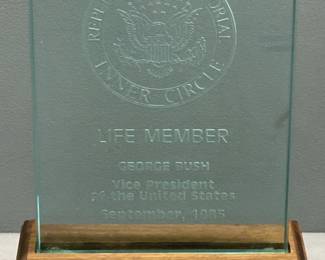 INNER CIRCLE
LIFE MEMBER
GEORGE BUSH
Vice President
of the United States
September, 1985